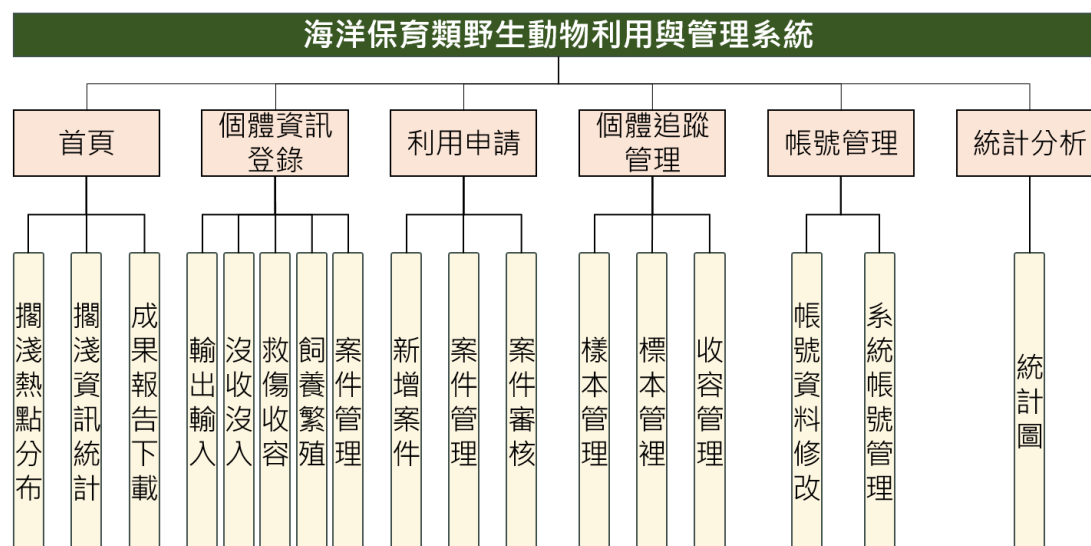 海洋保育類野生動物利用與管理系統
首頁
個體資訊
登錄
利用申請
個體追蹤
管理
帳號管理
統計分析
擱淺熱點分布
擱淺資訊統計
成果報告下載
輸出輸入
沒收沒入
救傷收容
飼養繁殖
案件管理
新增案件
案件管理
案件審核
樣本管理
標本管裡
收容管理
帳號資料修改
系統帳號管理
統計圖